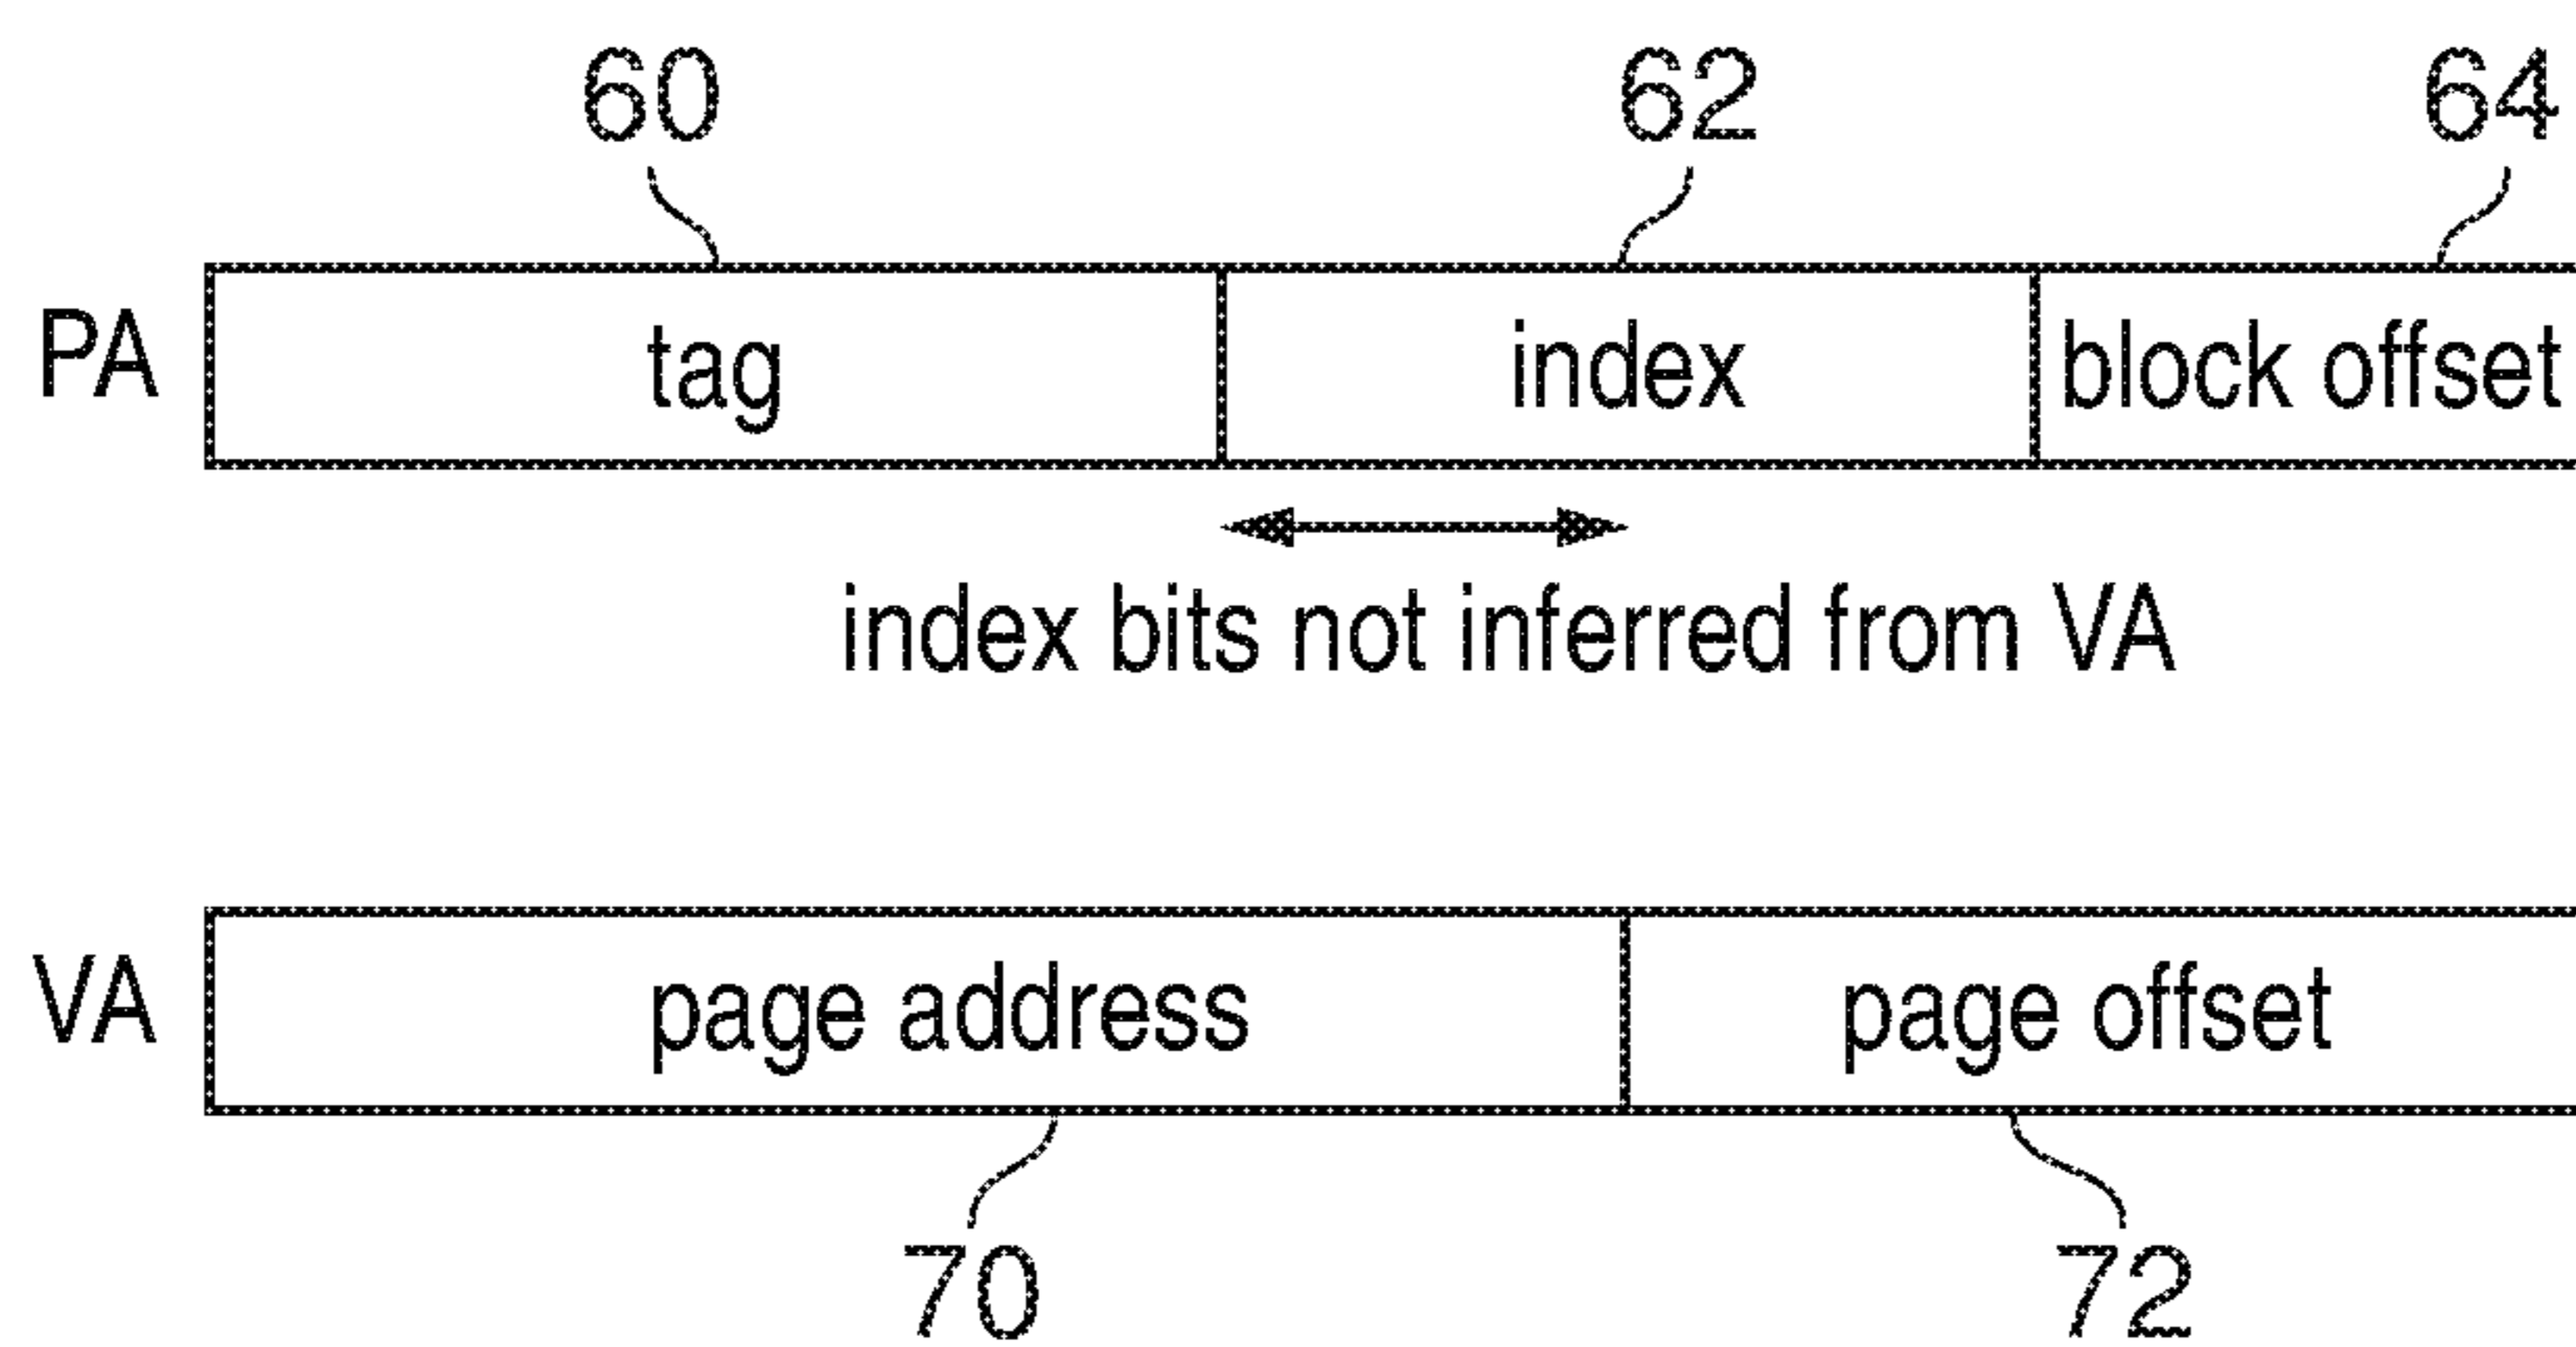 60 62 64
PA tag index block offset
index bits not inferred from VA
VA page address page offset
70 72